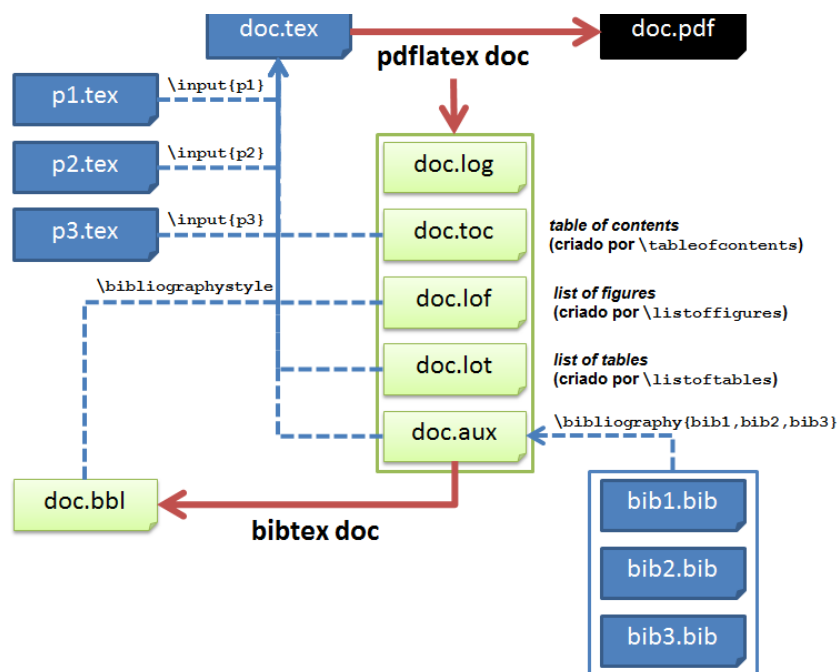 doc.tex
doc.pdf
pdflatex doc
p1.tex
\input{p1}
p2.tex
\input{p2}
p3.tex
\input{p3}
doc.log
doc.toc
table of contents
(criado por \tableofcontents)
\bibliographystyle
doc.lof
list of figures
(criado por \listoffigures)
doc.lot
list of tables
(criado por \listoftables)
doc.aux
\bibliography{bib1,bib2,bib3}
doc.bbl
bibtex doc
bib1.bib
bib2.bib
bib3.bib